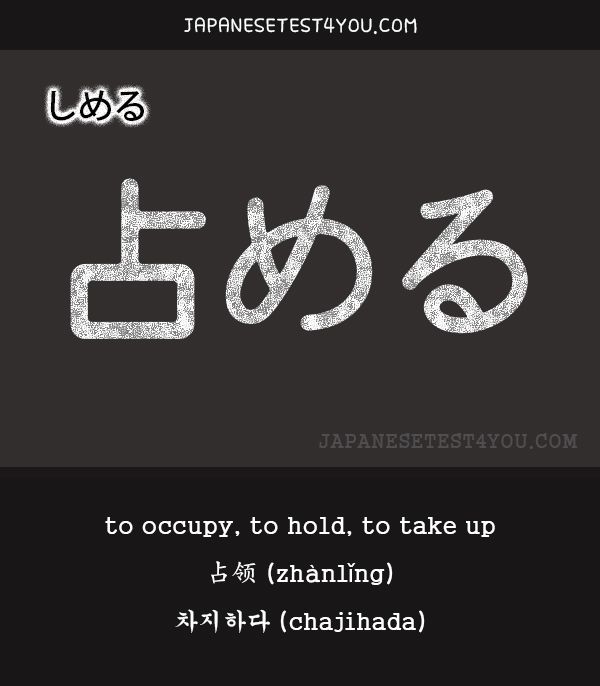 JAPANESETEST4YOU.COM
しめる
占める
JAPANESETEST4YOU.COM
to occupy, to hold, to take up
占领 (zhànlǐng)
차지하다 (chajihada)